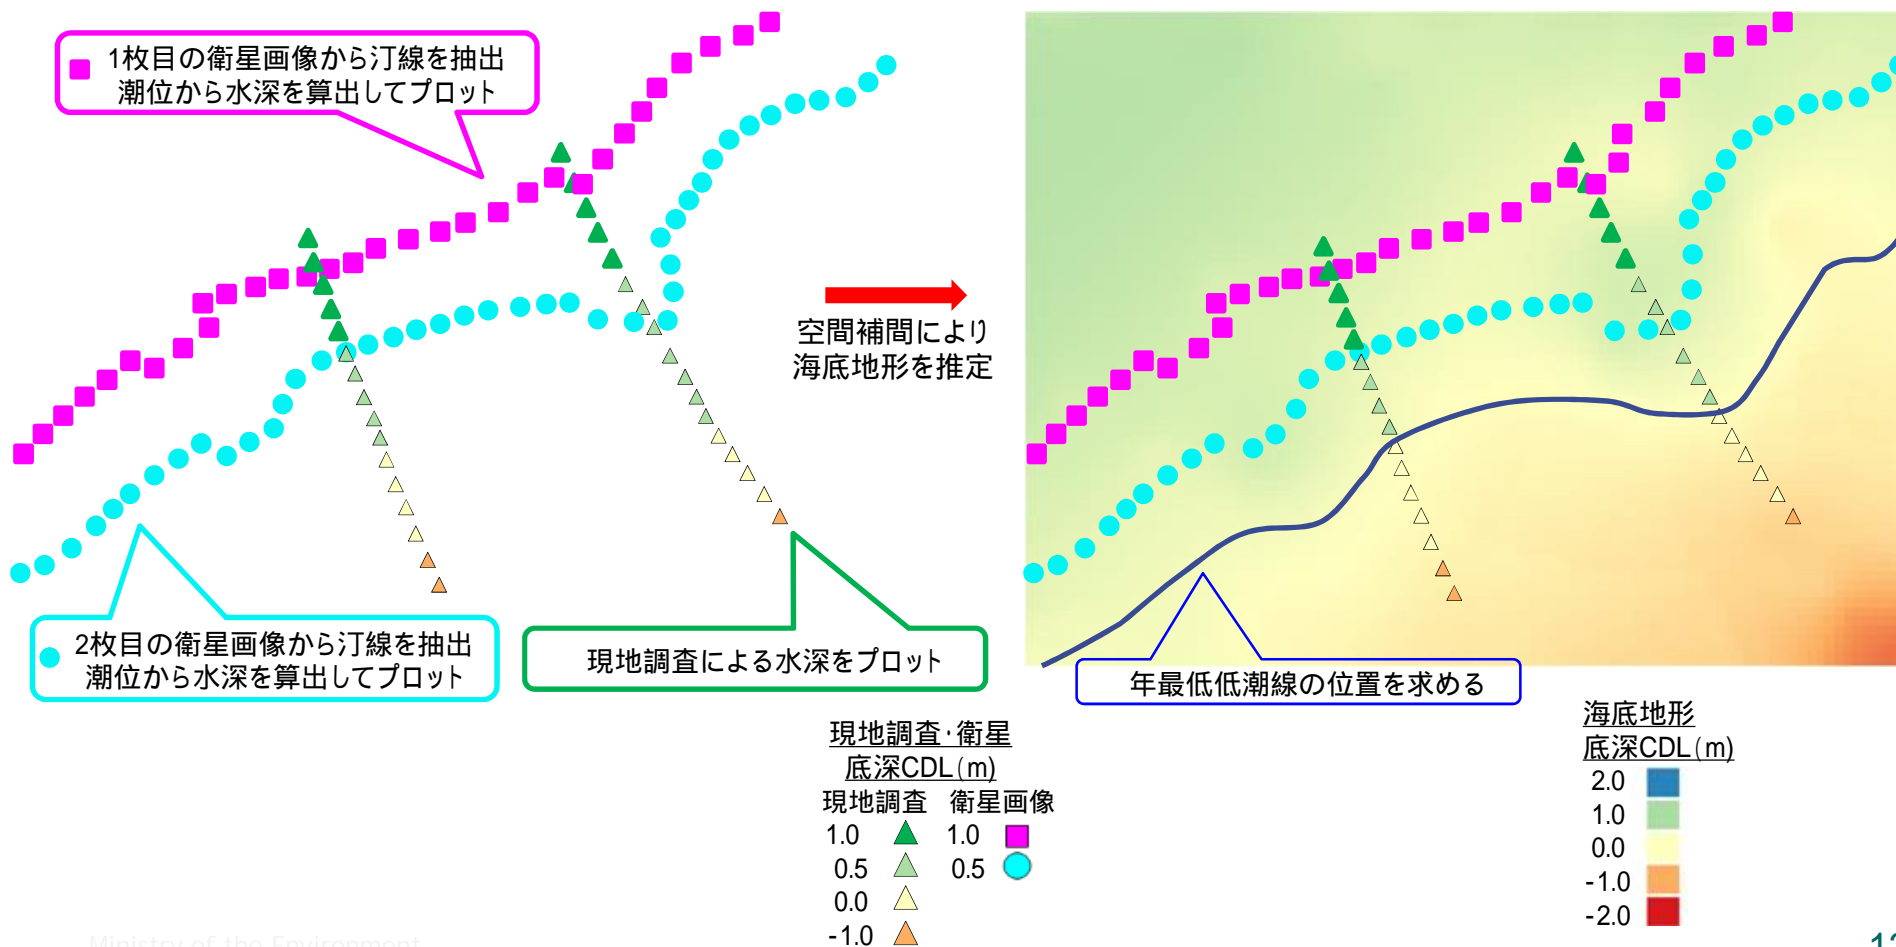 1枚目の衛星画像から汀線を抽出
潮位から水深を算出してプロット
空間補間により
海底地形を推定
2枚目の衛星画像から汀線を抽出
潮位から水深を算出してプロット
現地調査による水深をプロット
年最低低潮線の位置を求める
現地調査・衛星
底深CDL(m)
現地調査 衛星画像
1.0 1.0
0.5 0.5
0.0
-1.0
海底地形
底深CDL(m)
2.0
1.0
0.0
-1.0
-2.0
Ministry of the Environment